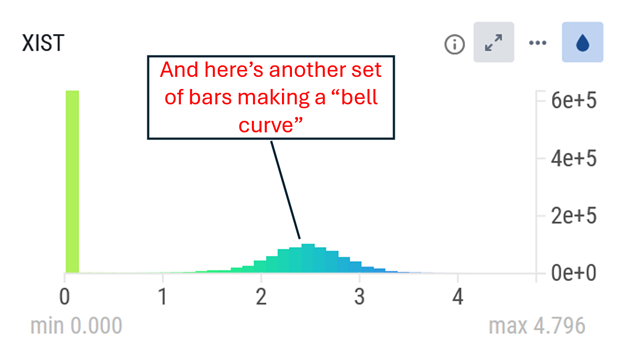 XIST
And here’s another set
of bars making a “bell
curve”
6e+5
4e+5
2e+5
0e+0
0 1 2 3 4
min 0.000 max 4.796